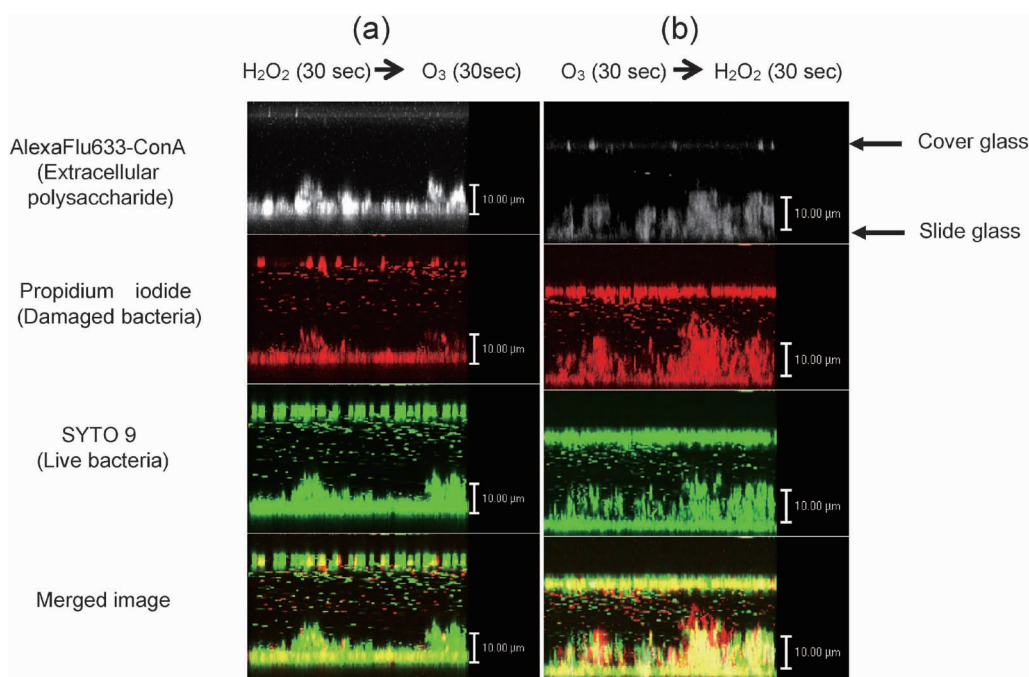 (a)
(b)
H₂O₂ (30 sec) ➔ O₃ (30sec)
O₃ (30 sec) ➔ H₂O₂ (30 sec)
AlexaFlu633-ConA
(Extracellular
polysaccharide)
10.00 µm
10.00 µm
Cover glass
Slide glass
Propidium iodide
(Damaged bacteria)
10.00 µm
10.00 µm
SYTO 9
(Live bacteria)
10.00 µm
10.00 µm
Merged image
10.00 µm
10.00 µm